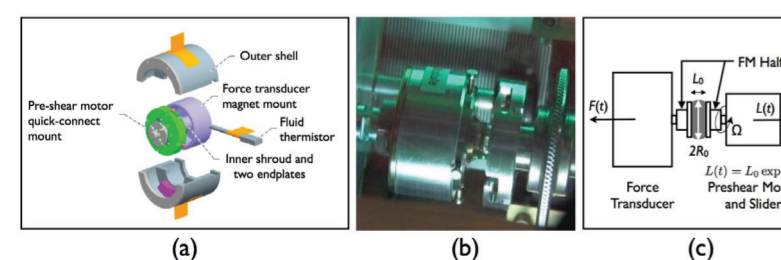 Outer shell
Force transducer
magnet mount
Pre-shear motor
quick-connect
mount
Fluid
thermistor
Inner shroud and
two endplates
(a)
(b)
L₀
FM Half
F(t)
L(t)
Ω
2R₀
L(t) = L₀ exp
Force
Transducer
Preshear Mo
and Slider
(c)